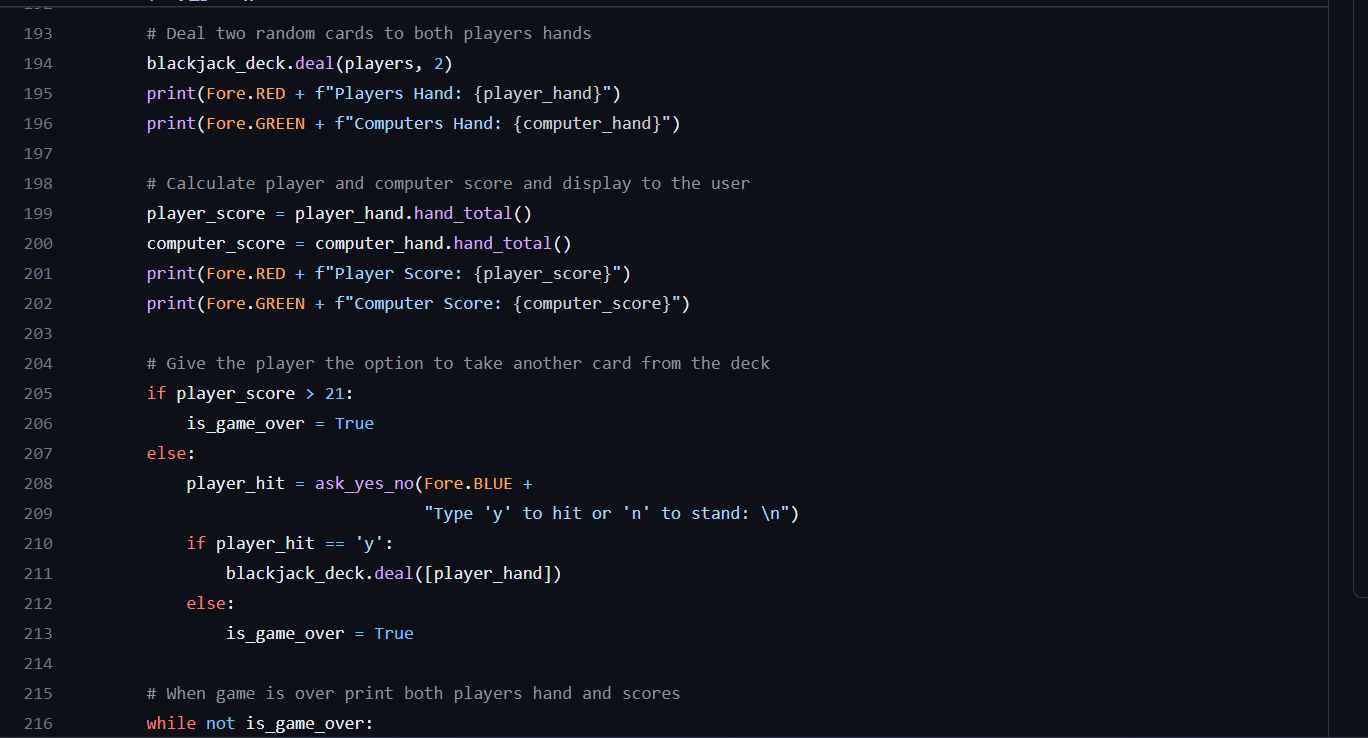 193 # Deal two random cards to both players hands
194 blackjack_deck.deal(players, 2)
195 print(Fore.RED + f"Players Hand: {player_hand}")
196 print(Fore.GREEN + f"Computers Hand: {computer_hand}")
197
198 # Calculate player and computer score and display to the user
199 player_score = player_hand.hand_total()
200 computer_score = computer_hand.hand_total()
201 print(Fore.RED + f"Player Score: {player_score}")
202 print(Fore.GREEN + f"Computer Score: {computer_score}")
203
204 # Give the player the option to take another card from the deck
205 if player_score > 21:
206 is_game_over = True
207 else:
208 player_hit = ask_yes_no(Fore.BLUE +
209 "Type 'y' to hit or 'n' to stand: \n")
210 if player_hit == 'y':
211 blackjack_deck.deal([player_hand])
212 else:
213 is_game_over = True
214
215 # When game is over print both players hand and scores
216 while not is_game_over: